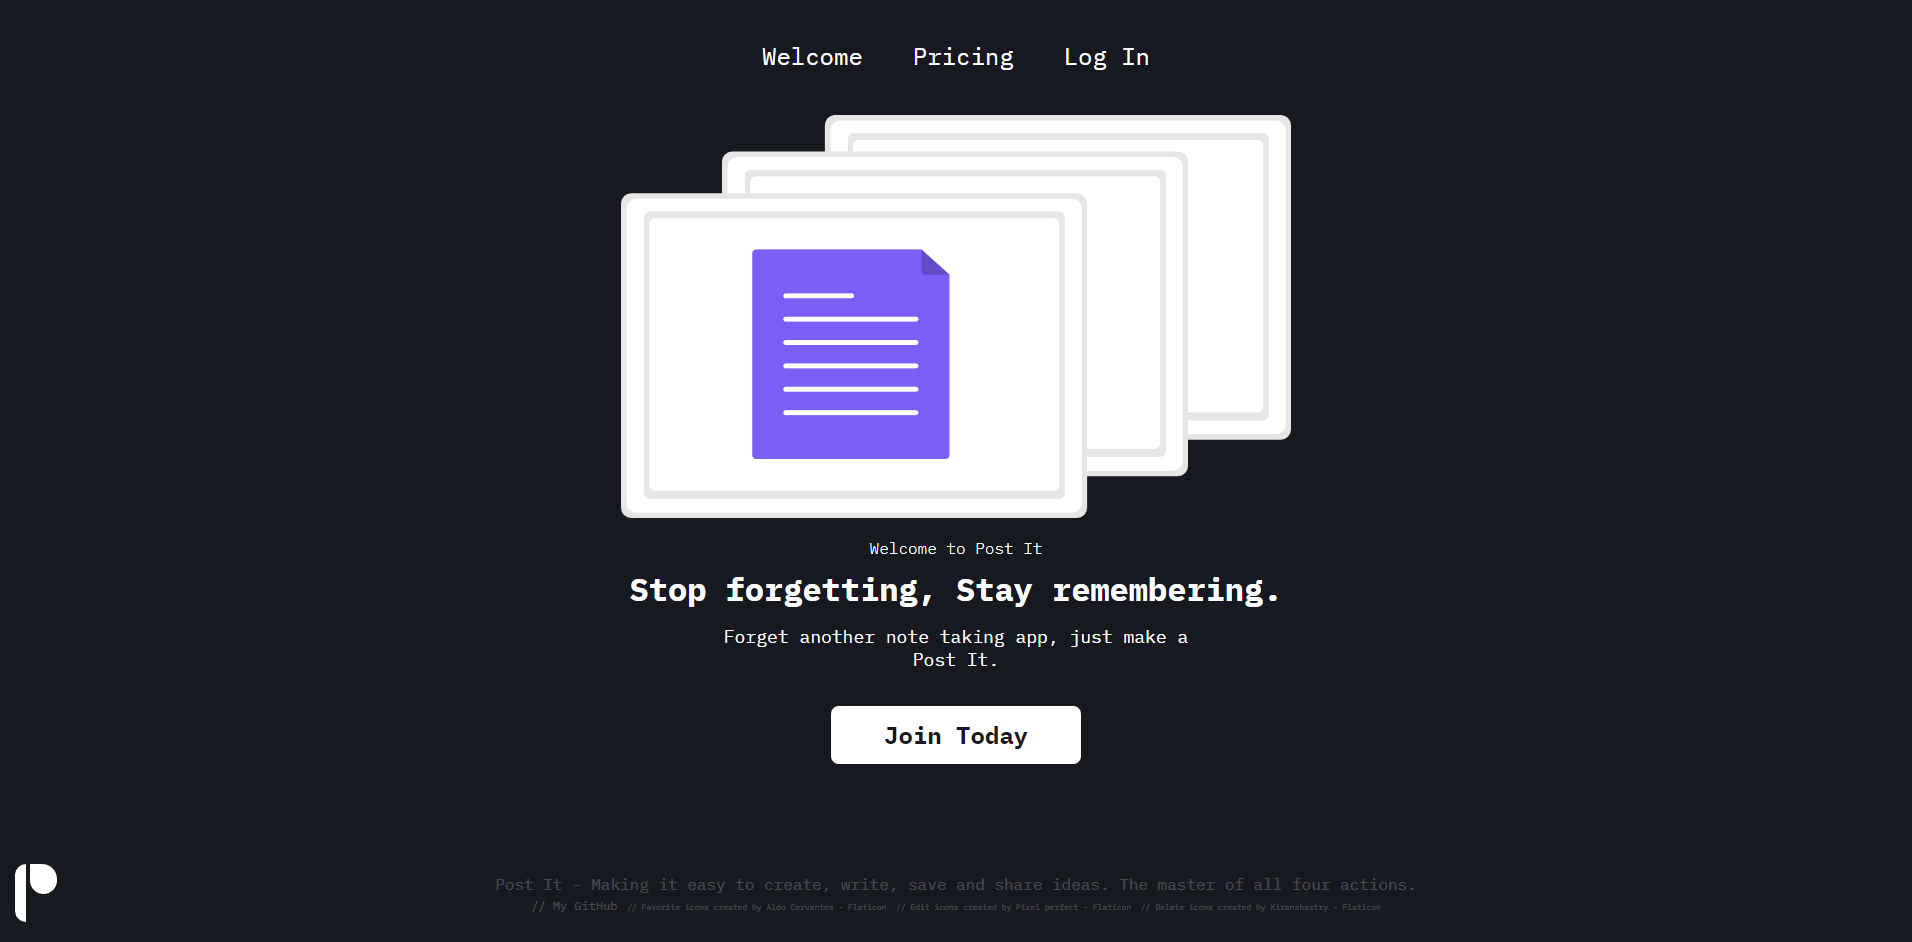 Welcome Pricing Log In
Welcome to Post It
Stop forgetting, Stay remembering.
Forget another note taking app, just make a
Post It.
Join Today
Post It - Making it easy to create, write, save and share ideas. The master of all four actions.
// My GitHub // Favorite icons created by Aldo Cervantes - Flaticon // Edit icons created by Pixel perfect - Flaticon // Delete icons created by Kiranshastry - Flaticon